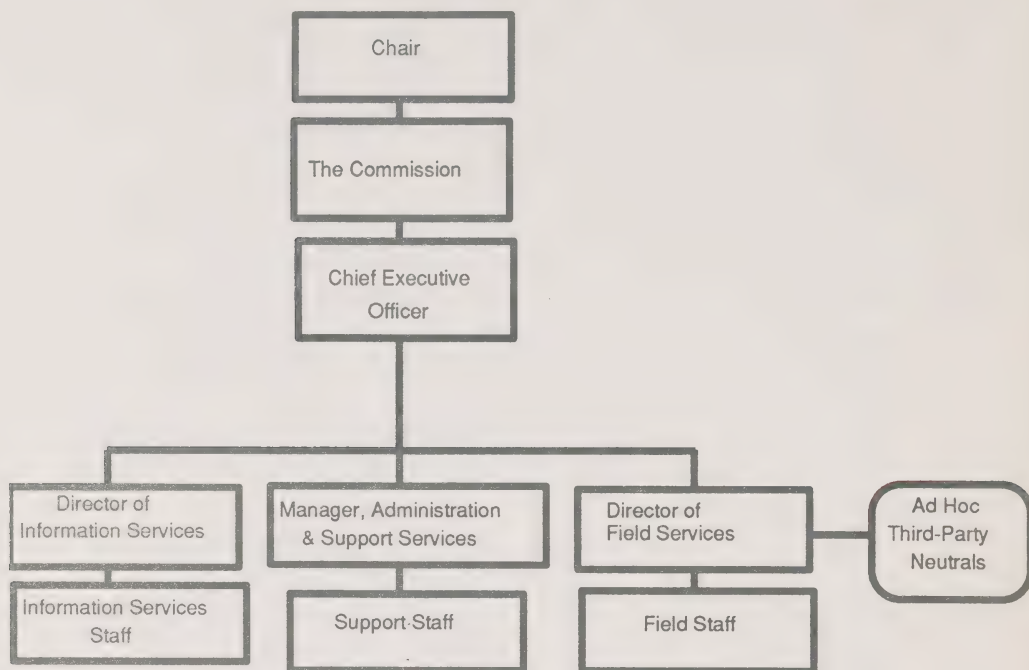 Chair
The Commission
Chief Executive
Officer
Director of
Information Services
Manager, Administration
& Support Services
Director of
Field Services
Ad Hoc
Third-Party
Neutrals
Information Services
Staff
Support Staff
Field Staff